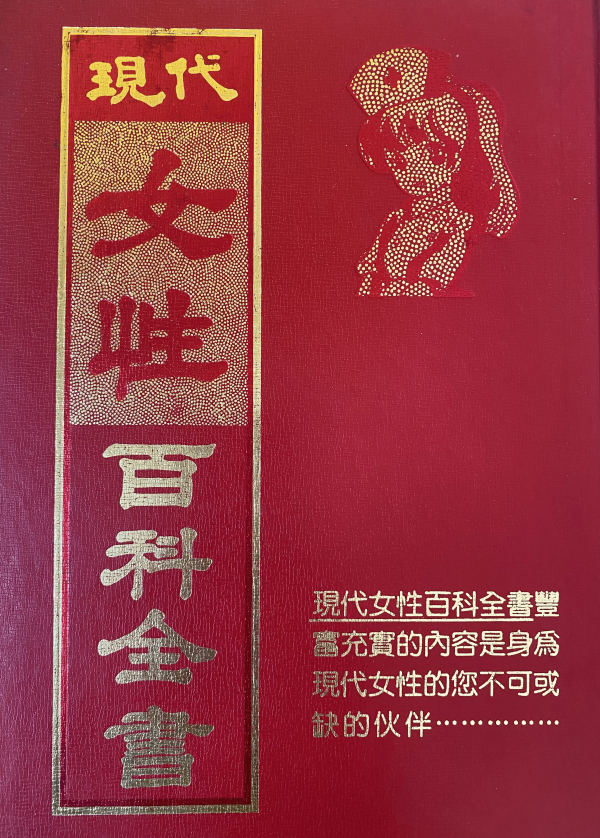 現代
女性
百科全書
現代女性百科全書豐
富充實的內容是身為
現代女性的您不可或
缺的伙伴⋯⋯⋯⋯⋯